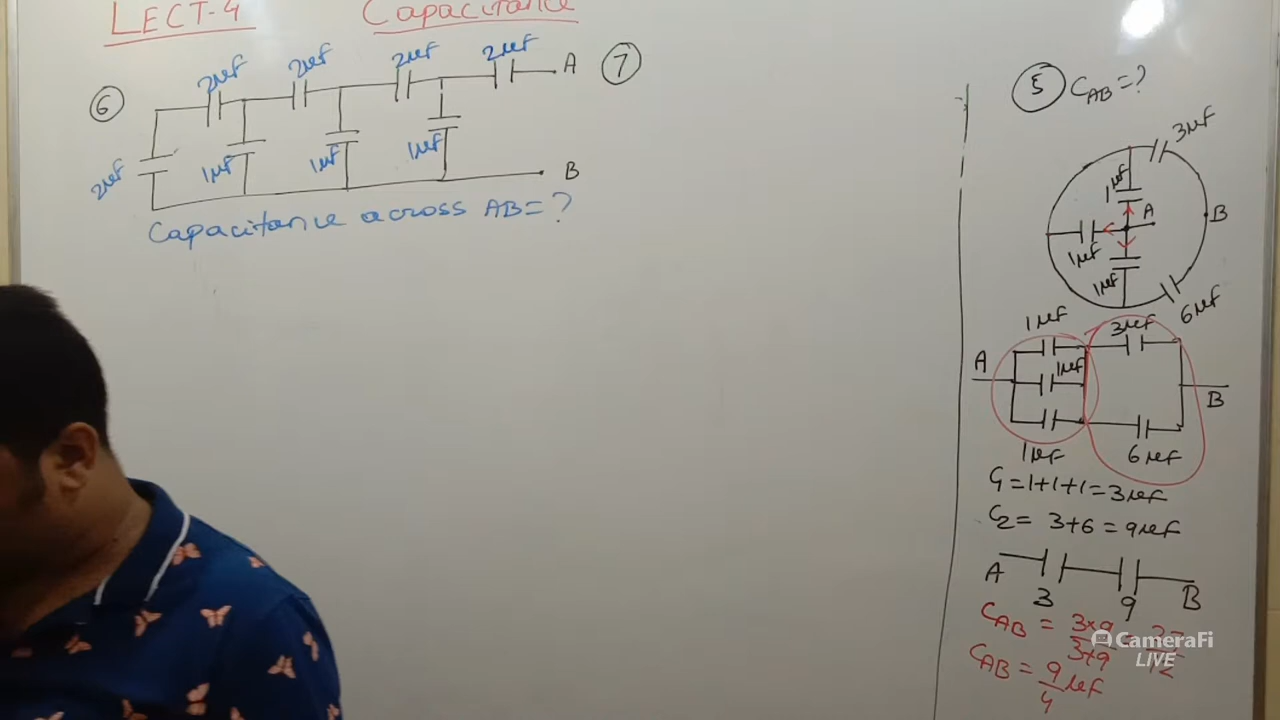 LECT-4 Capacitance
6
2μF 2μF 2μF 2μF A
2μF 1μF 1μF 1μF B
Capacitance across AB = ?
7
5 CAB = ?
3μF
1μF
A B
1μF
1μF
6μF
1μF 3μF
A 1μF B
1μF 6μF
C1 = 1+1+1 = 3μF
C2 = 3+6 = 9μF
A 3 9 B
CAB = 3×9/3+9 = 27/12
CAB = 9/4 μF
CameraFi
LIVE